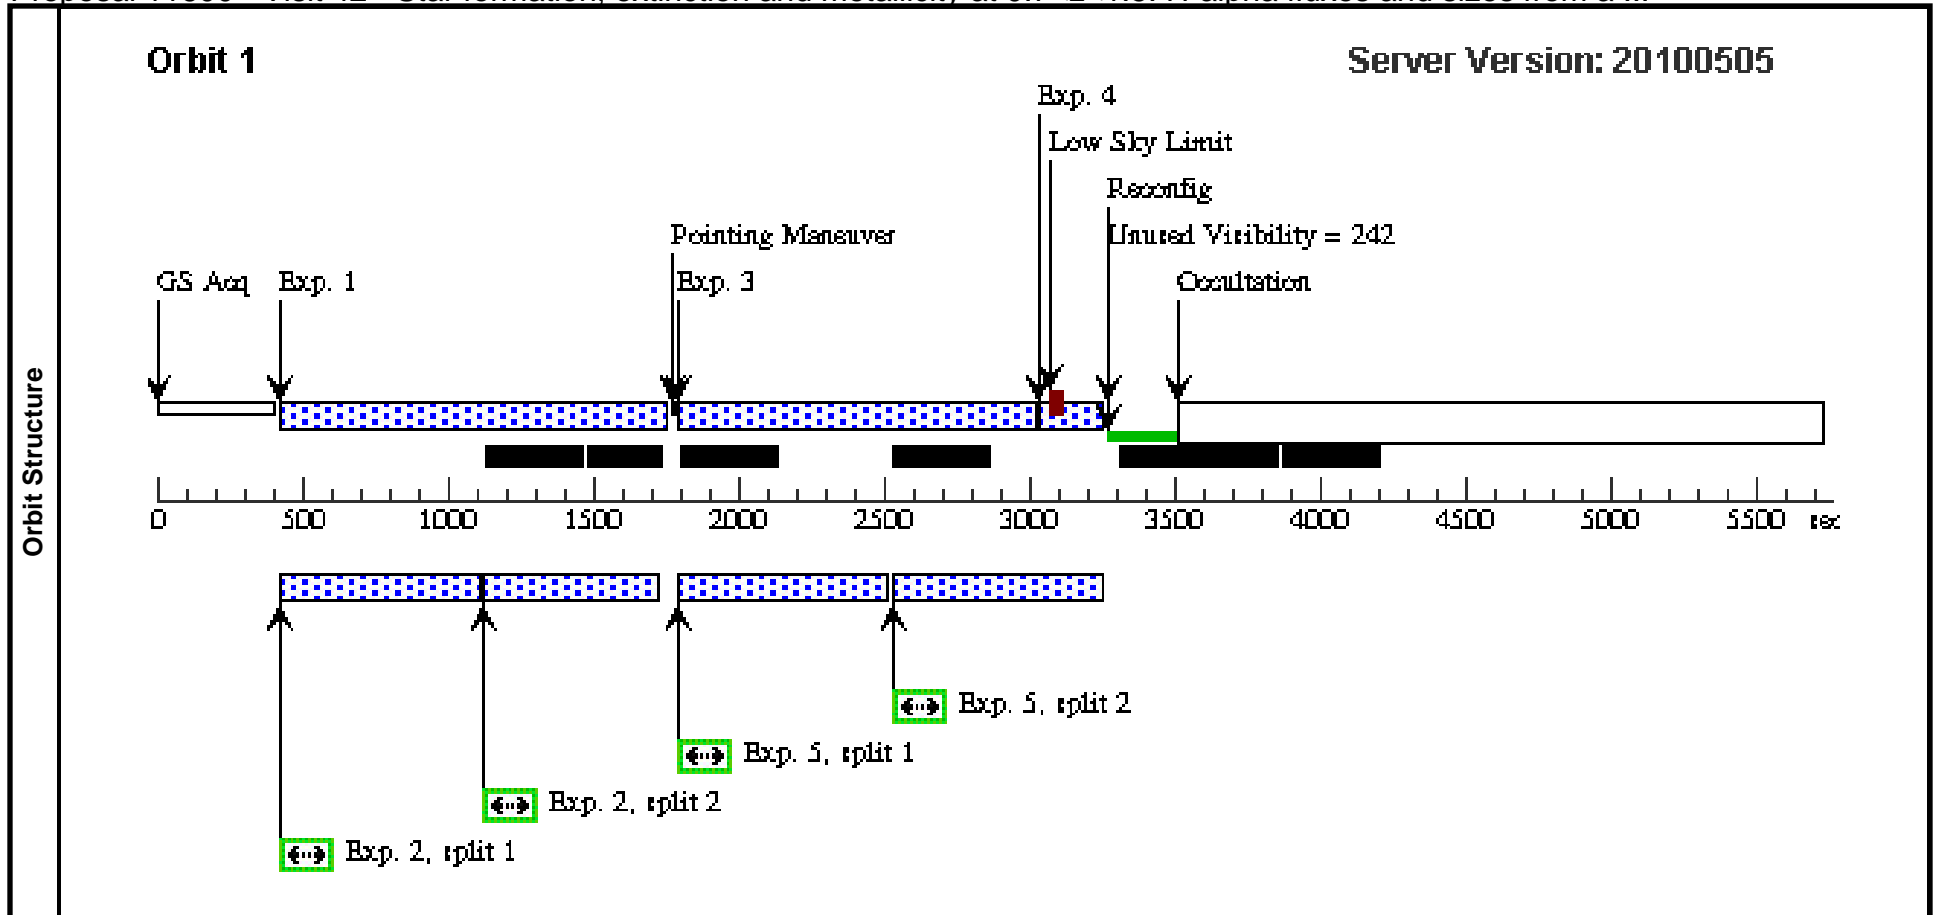 Orbit 1
Server Version: 20100505
Exp. 4
Low Sky Limit
Reconfig
Pointing Maneuver
Unused Visibility = 242
GS Acq
Exp. 1
Exp. 3
Occultation
Orbit Structure
0 500 1000 1500 2000 2500 3000 3500 4000 4500 5000 5500 sec
Exp. 5, split 2
Exp. 5, split 1
Exp. 2, split 2
Exp. 2, split 1